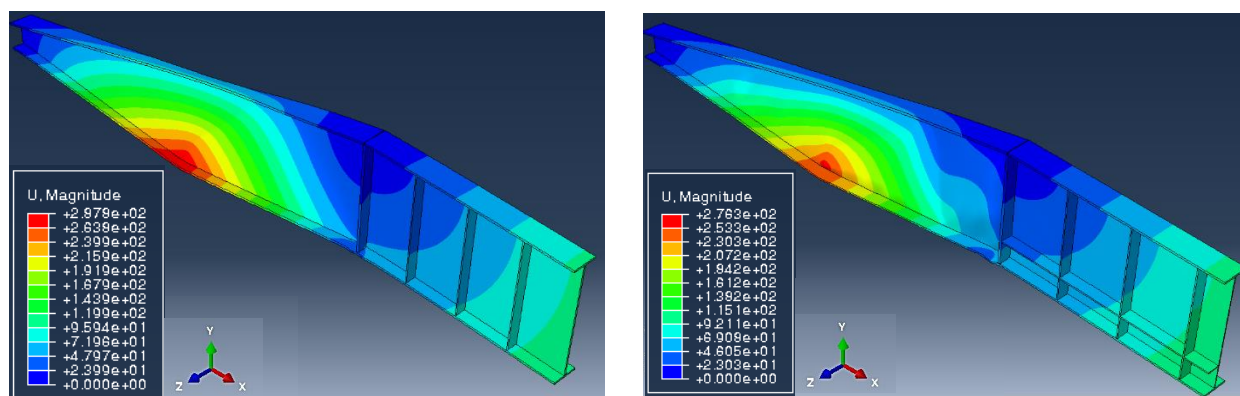 U, Magnitude
+2.878e+02
+2.638e+02
+2.399e+02
+2.159e+02
+1.919e+02
+1.679e+02
+1.439e+02
+1.199e+02
+9.594e+01
+7.196e+01
+4.797e+01
+2.399e+01
+0.000e+00
Y
Z
X
U, Magnitude
+2.763e+02
+2.533e+02
+2.303e+02
+2.072e+02
+1.842e+02
+1.612e+02
+1.382e+02
+1.151e+02
+9.211e+01
+6.909e+01
+4.605e+01
+2.303e+01
+0.000e+00
Y
Z
X